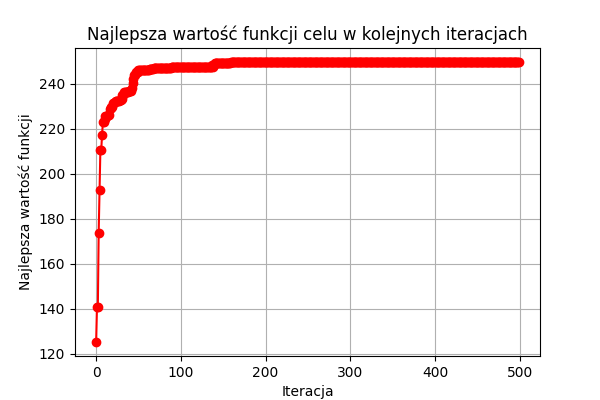 Najlepsza wartość funkcji celu w kolejnych iteracjach
Najlepsza wartość funkcji
240
220
200
180
160
140
120
0 100 200 300 400 500
Iteracja